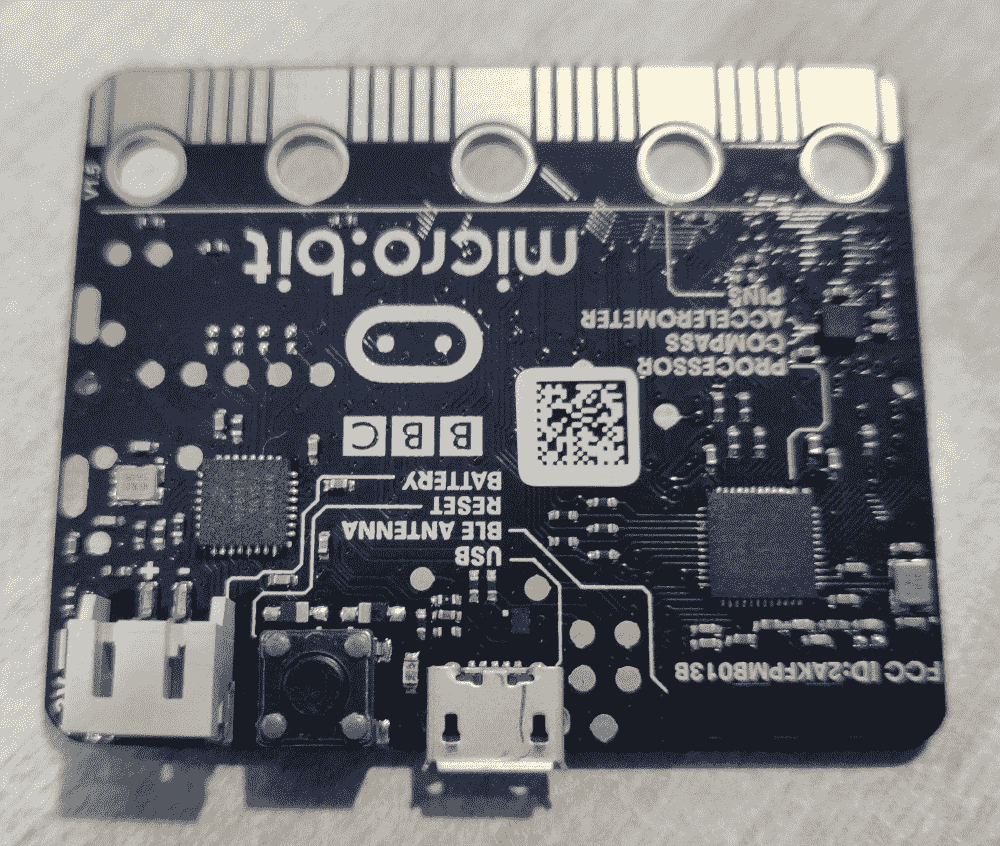 FCC ID:2AKFPMB013B
USB
BLE ANTENNA
RESET
BATTERY
BBC
PROCESSOR
COMPASS
ACCELEROMETER
PINS
micro:bit
V1.5